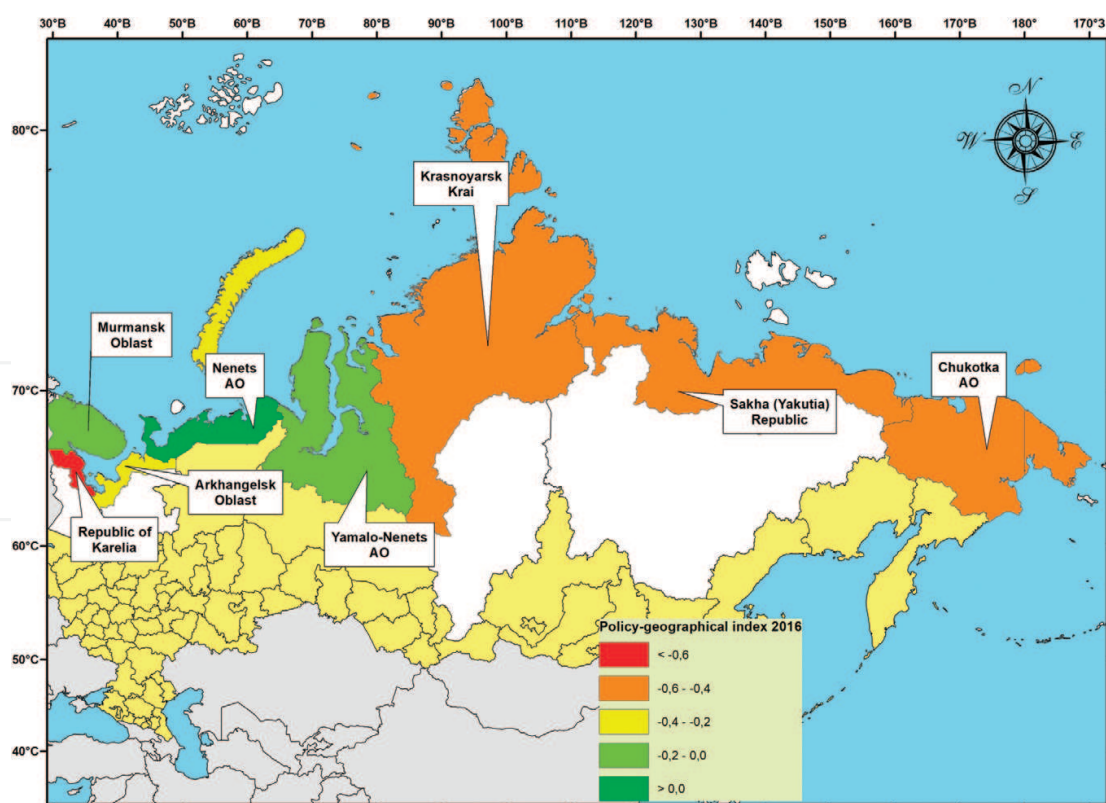 30°В 40°В 50°В 60°В 70°В 80°В 90°В 100°В 110°В 120°В 130°В 140°В 150°В 160°В 170°В 180° 170°З
80°С
70°С
60°С
50°С
40°С
N
W
E
S
Krasnoyarsk
Krai
Murmansk
Oblast
Nenets
AO
Chukotka
AO
Sakha (Yakutia)
Republic
Arkhangelsk
Oblast
Republic of
Karelia
Yamalo-Nenets
AO
Policy-geographical index 2016
< -0,6
-0,6 - -0,4
-0,4 - -0,2
-0,2 - 0,0
> 0,0